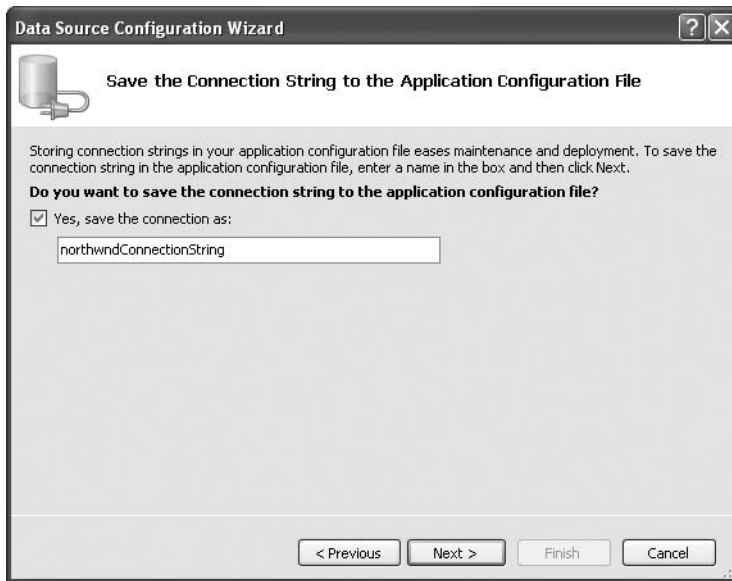 Data Source Configuration Wizard
Save the Connection String to the Application Configuration File
Storing connection strings in your application configuration file eases maintenance and deployment. To save the
connection string in the application configuration file, enter a name in the box and then click Next.
Do you want to save the connection string to the application configuration file?
Yes, save the connection as:
northwndConnectionString
< Previous
Next >
Finish
Cancel